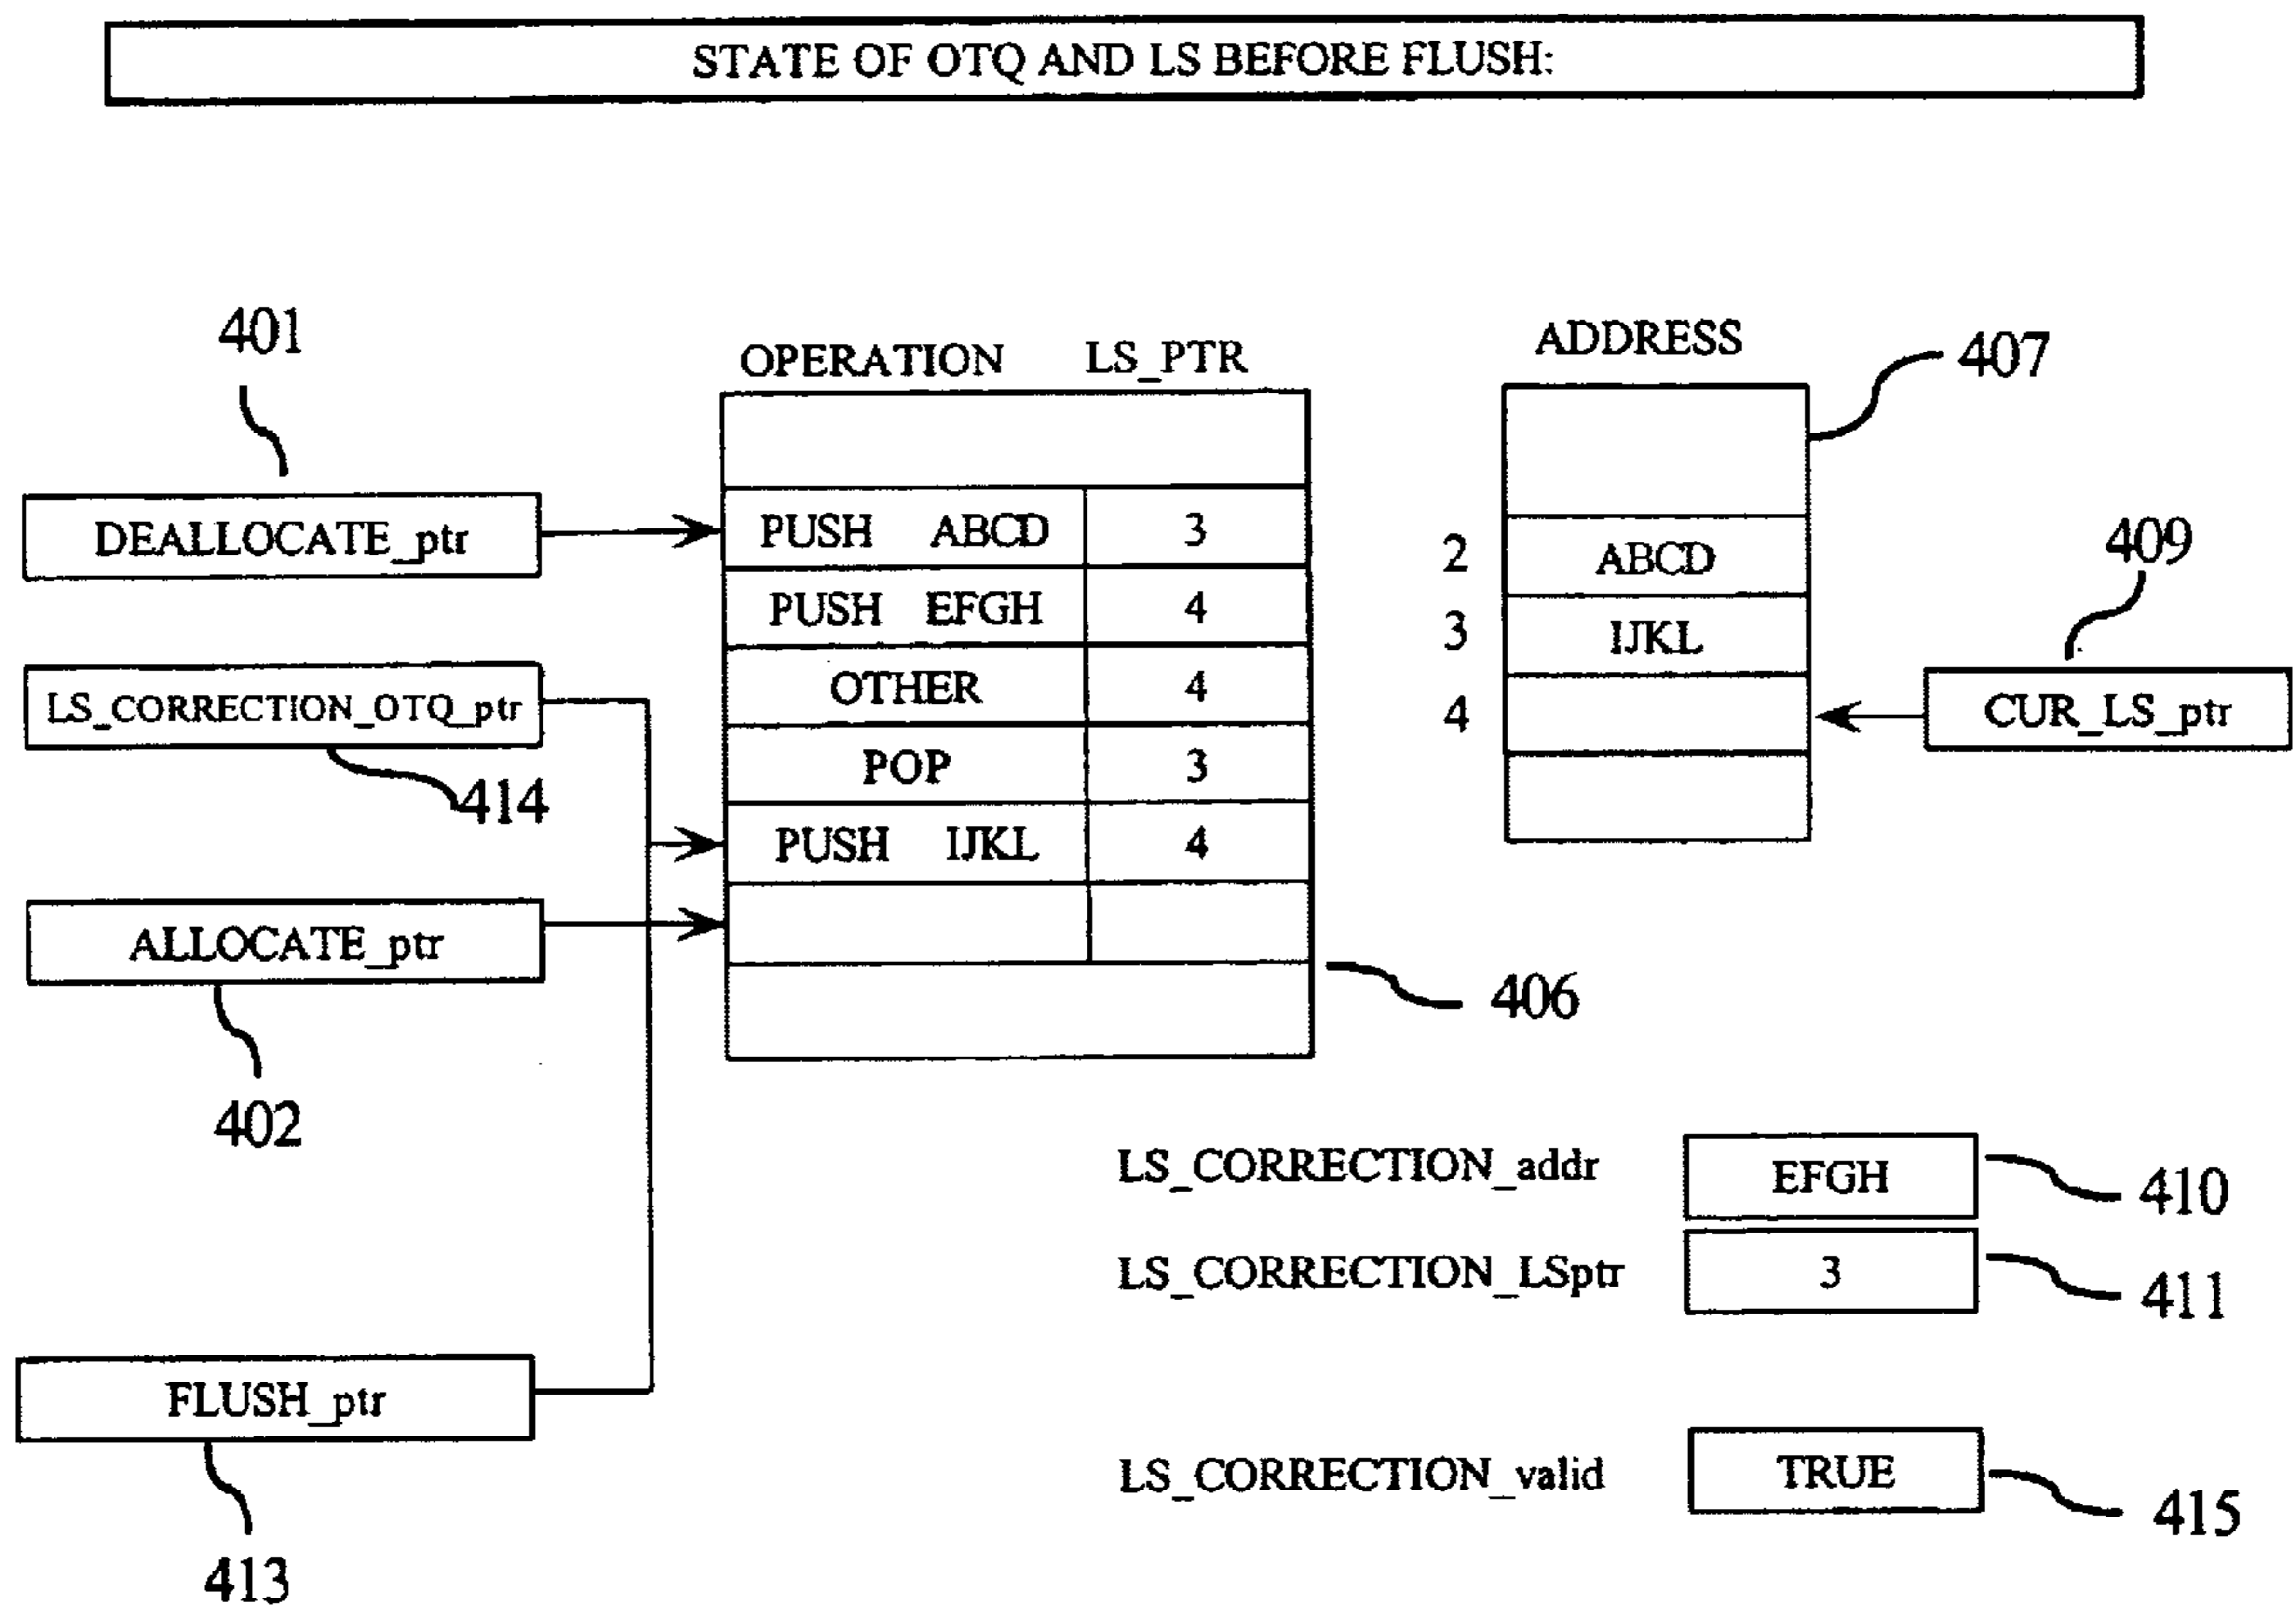 STATE OF OTQ AND LS BEFORE FLUSH:
401
OPERATION LS_PTR
ADDRESS
407
DEALLOCATE_ptr
PUSH ABCD 3
2 ABCD
409
PUSH EFGH 4
3 IJKL
LS_CORRECTION_OTQ_ptr
OTHER 4
4
CUR_LS_ptr
414
POP 3
PUSH IJKL 4
ALLOCATE_ptr
406
402
LS_CORRECTION_addr EFGH 410
LS_CORRECTION_LSptr 3 411
FLUSH_ptr
LS_CORRECTION_valid TRUE 415
413